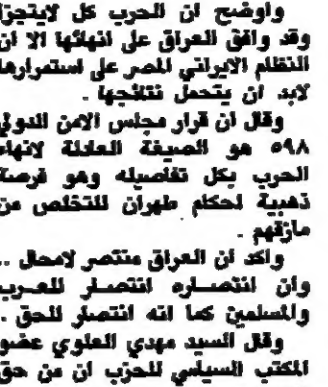 واوضح ان الحرب كل لايتجزأ
وقد وافق العراق على انهائها الا ان
النظام الايراني المصر على استمرارها
لابد ان يتحمل نتائجها .
وقال ان قرار مجلس الامن الدولي
٥٩٨ هو الصيغة العادلة لانهاء
الحرب بكل تفاصيله وهو فرصة
ذهبية لحكام طهران للتخلص من
مازقهم .
واكد ان العراق منتصر لامحال ..
وان انتصاره انتصار للعرب
والمسلمين كما انه انتصار للحق .
وقال السيد مهدي العلوي عضو
المكتب السياسي للحزب ان من حق